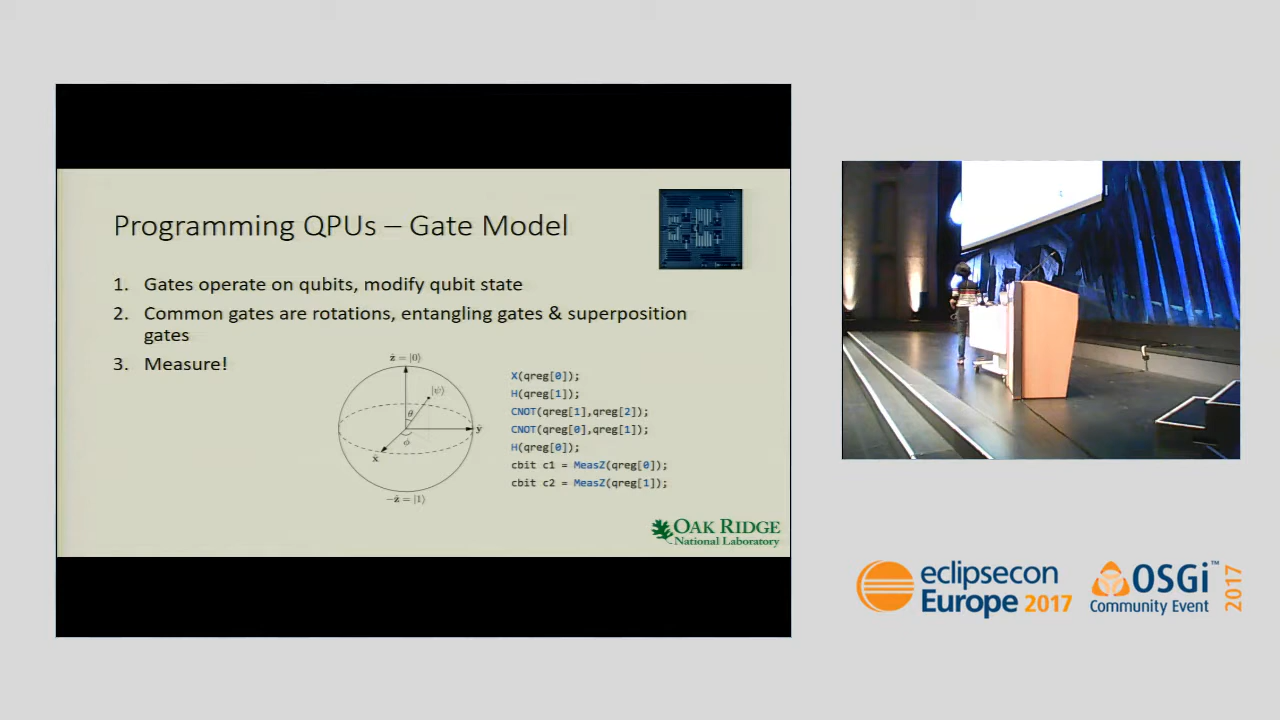 Programming QPUs – Gate Model
1. Gates operate on qubits, modify qubit state
2. Common gates are rotations, entangling gates & superposition
gates
3. Measure!
ẑ = |0⟩
|ψ⟩
θ
ŷ
ϕ
x̂
−ẑ = |1⟩
X(qreg[0]);
H(qreg[1]);
CNOT(qreg[1],qreg[2]);
CNOT(qreg[0],qreg[1]);
H(qreg[0]);
cbit c1 = MeasZ(qreg[0]);
cbit c2 = MeasZ(qreg[1]);
OAK RIDGE
National Laboratory
eclipsecon
Europe 2017
OSGi™
Community Event
2017